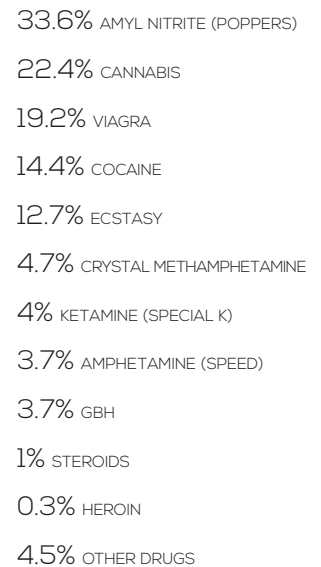 33.6% AMYL NITRITE (POPPERS)
22.4% CANNABIS
19.2% VIAGRA
14.4% COCAINE
12.7% ECSTASY
4.7% CRYSTAL METHAMPHETAMINE
4% KETAMINE (SPECIAL K)
3.7% AMPHETAMINE (SPEED)
3.7% GBH
1% STEROIDS
0.3% HEROIN
4.5% OTHER DRUGS